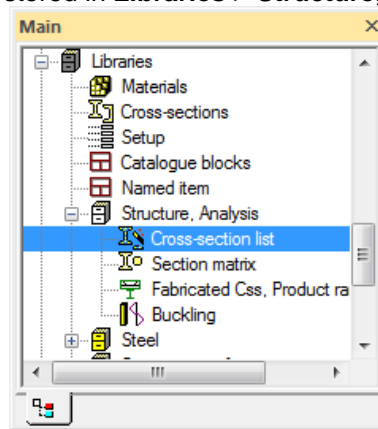 Main
Libraries
Materials
Cross-sections
Setup
Catalogue blocks
Named item
Structure, Analysis
Cross-section list
Section matrix
Fabricated Css, Product ra
Buckling
Steel